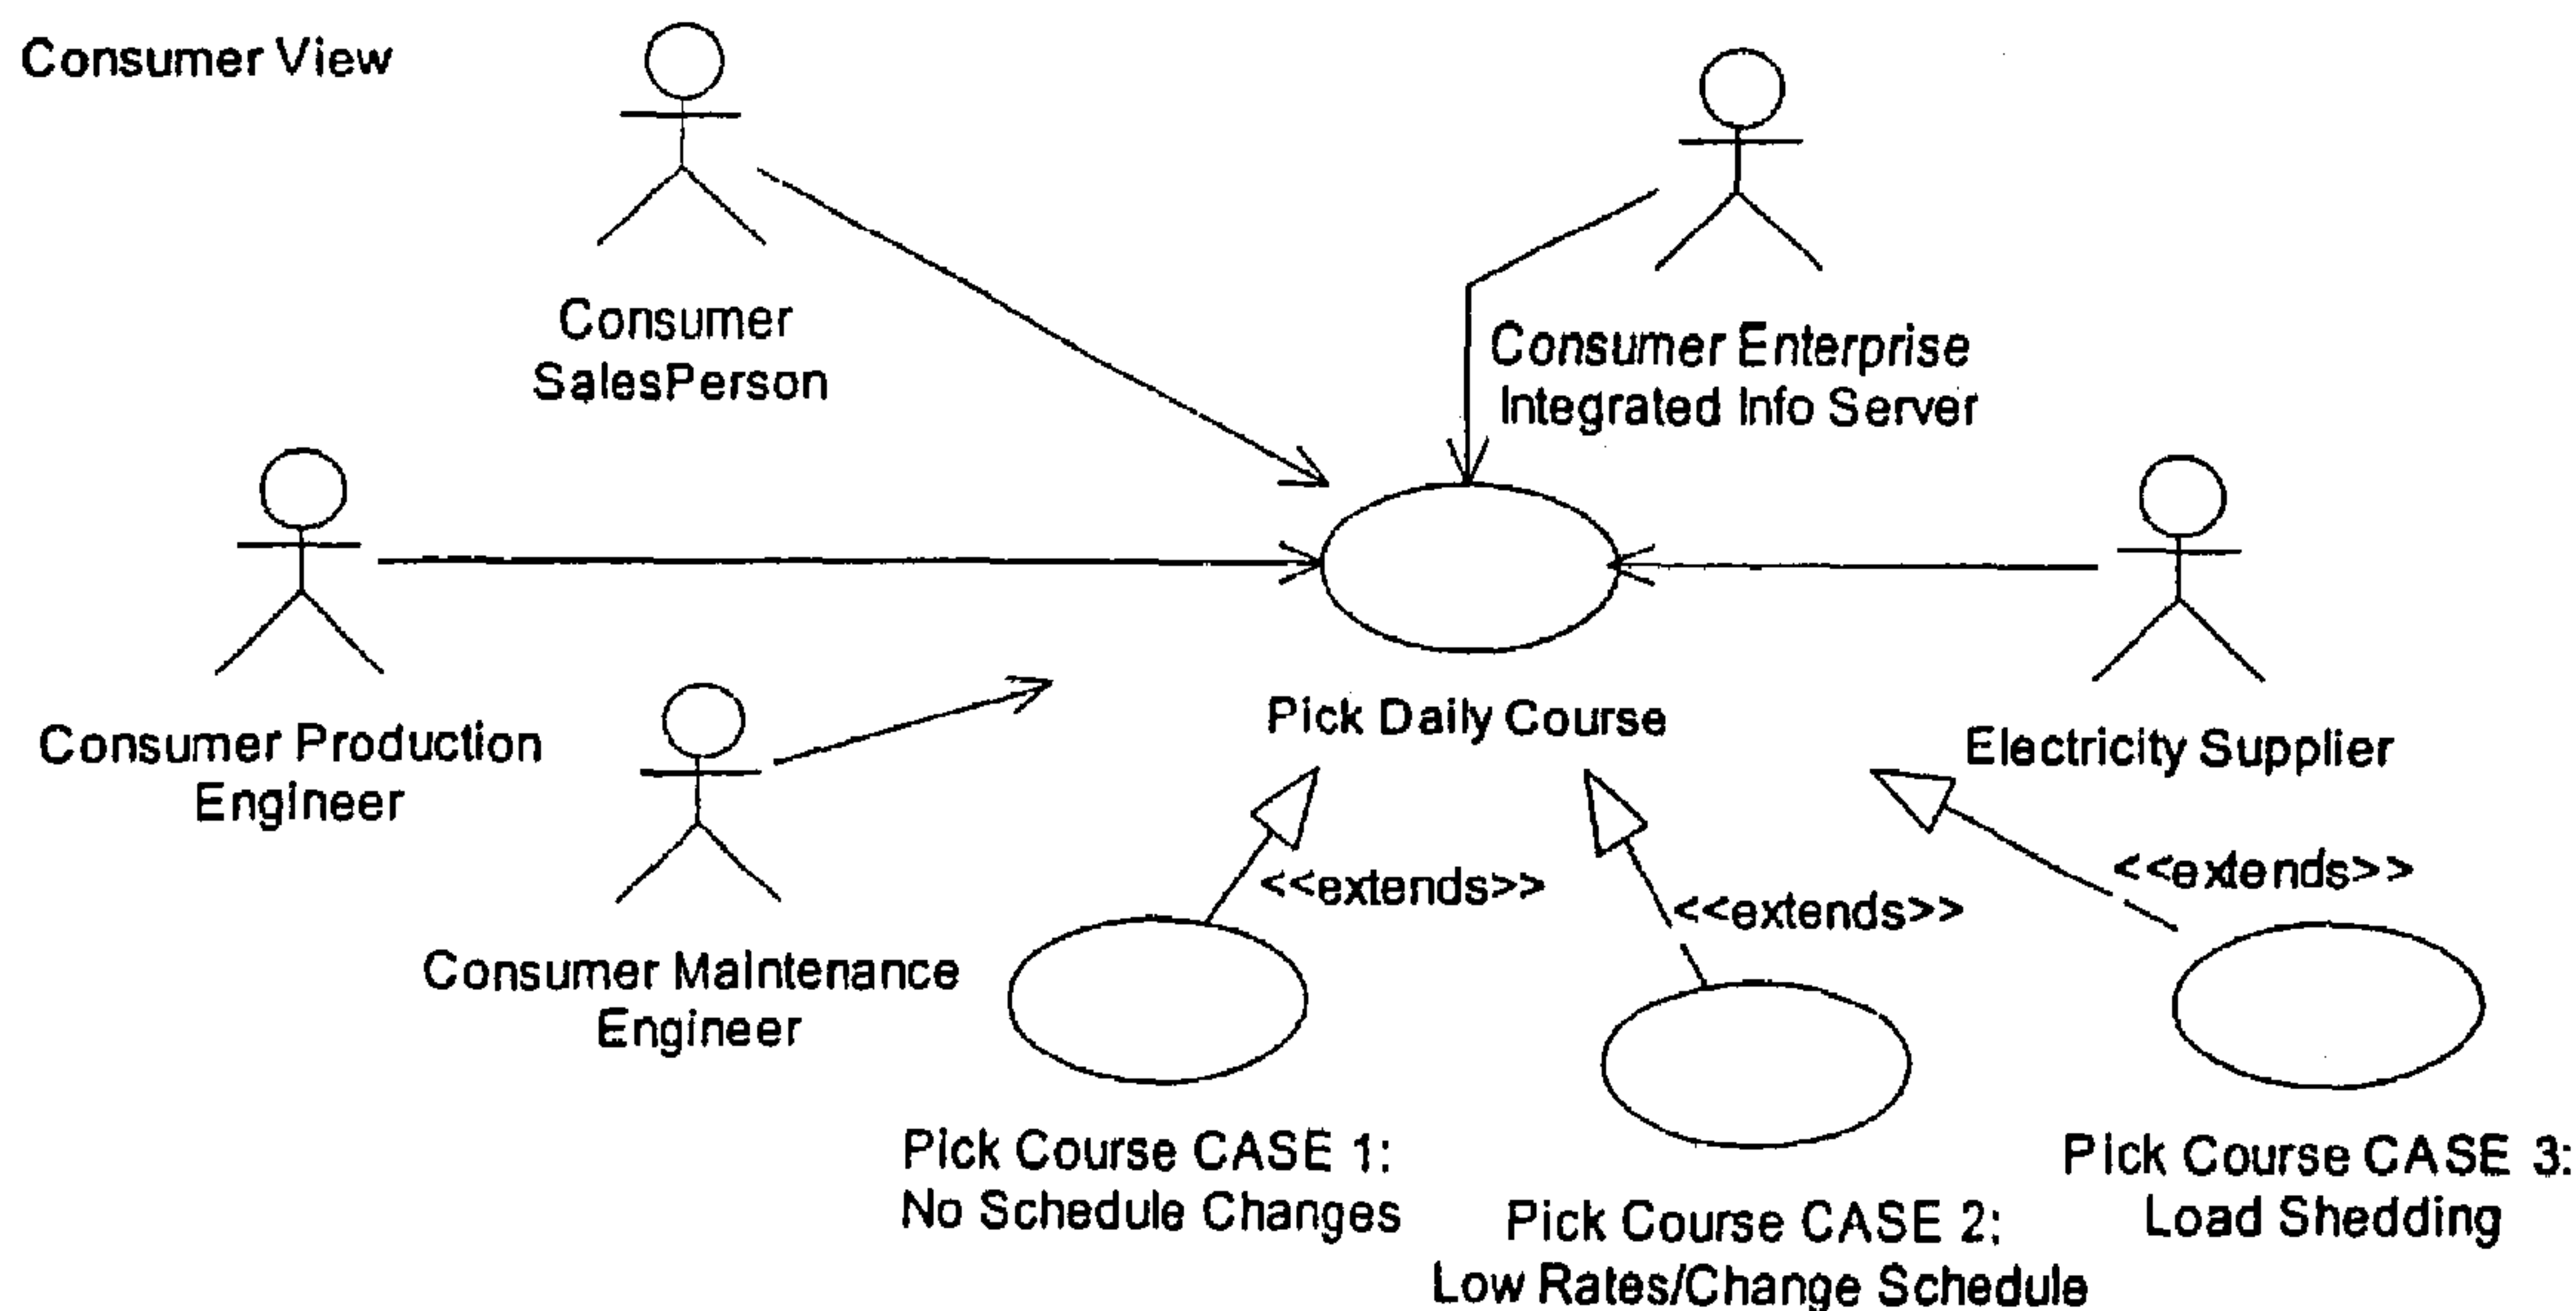 Consumer View
Consumer
SalesPerson
Consumer Enterprise
Integrated Info Server
Consumer Production
Engineer
Pick Daily Course
Electricity Supplier
Consumer Maintenance
Engineer
<<extends>>
<<extends>>
<<extends>>
Pick Course CASE 1:
No Schedule Changes
Pick Course CASE 2:
Low Rates/Change Schedule
Pick Course CASE 3:
Load Shedding